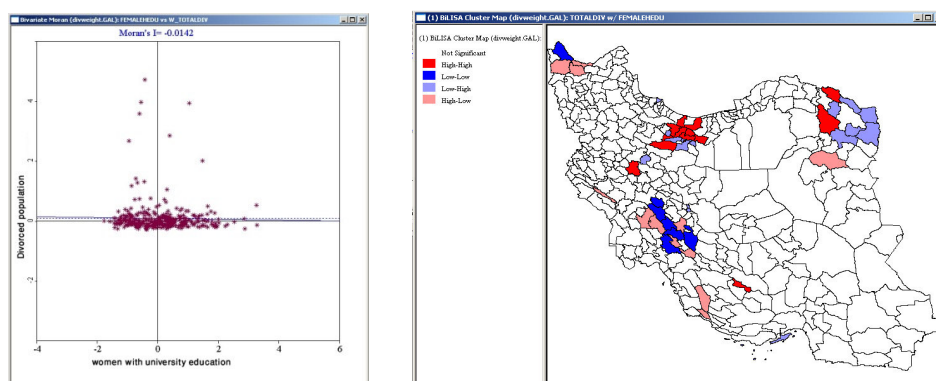 Bivariate Moran (divweight.GAL): FEMALEHEDU vs W_TOTALDIV
Moran's I= -0.0142
4
2
0
-2
Divorced population
-4
-2
0
2
4
6
women with university education
(1) BiLISA Cluster Map (divweight.GAL): TOTALDIV w/ FEMALEHEDU
(1) BiLISA Cluster Map (divweight.GAL):
Not Significant
High-High
Low-Low
Low-High
High-Low